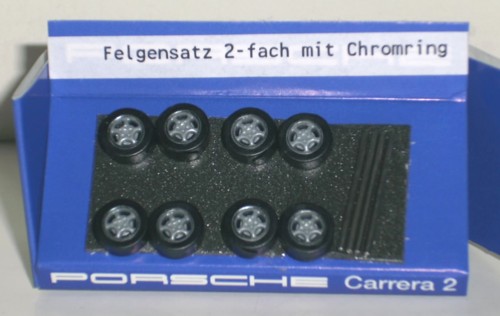 Felgensatz 2-fach mit Chromring
PORSCHE Carrera 2